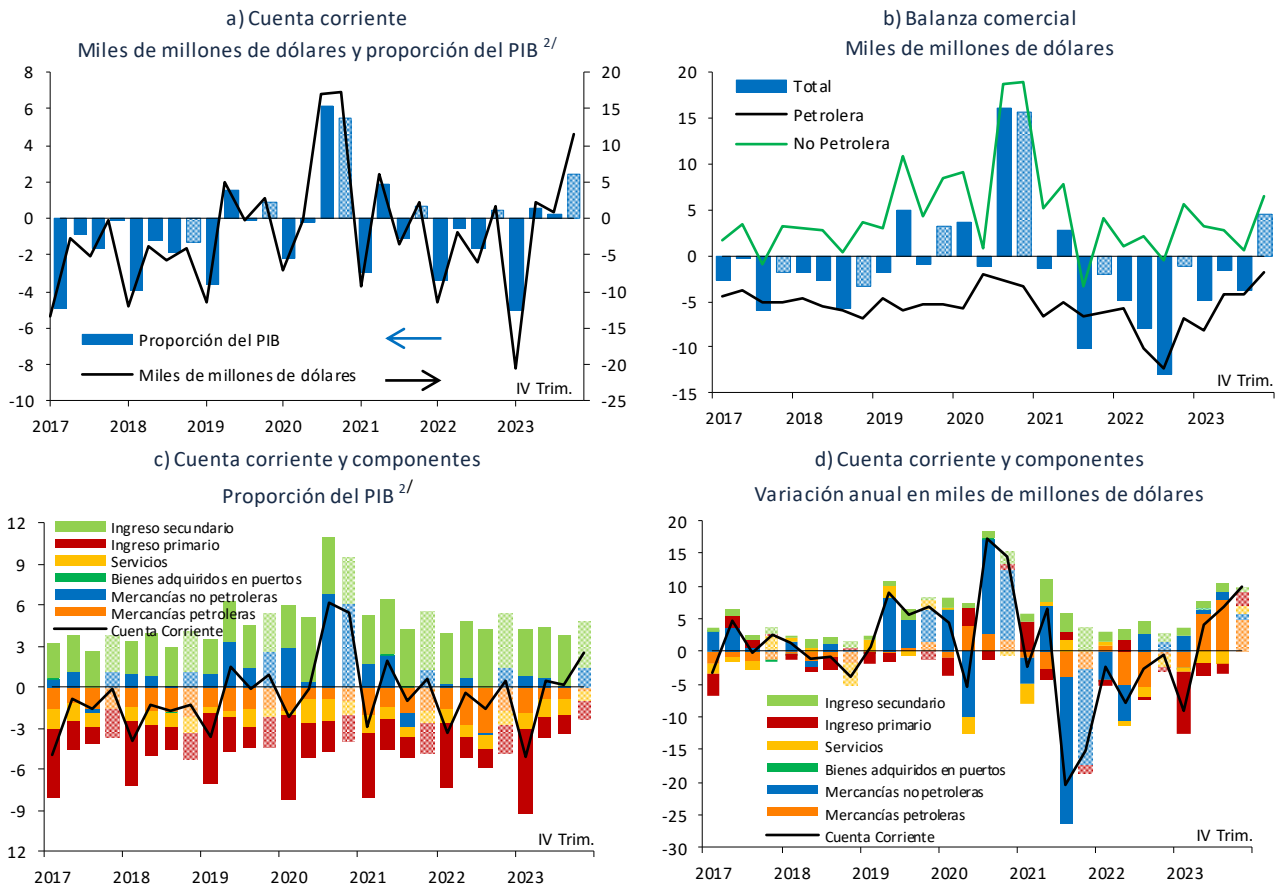 a) Cuenta corriente
Miles de millones de dólares y proporción del PIB 2/
8
6
4
2
0
-2
-4
-6
-8
-10
20
15
10
5
0
-5
-10
-15
-20
-25
Proporción del PIB
Miles de millones de dólares
IV Trim.
2017 2018 2019 2020 2021 2022 2023
b) Balanza comercial
Miles de millones de dólares
20
15
10
5
0
-5
-10
-15
Total
Petrolera
No Petrolera
IV Trim.
2017 2018 2019 2020 2021 2022 2023
c) Cuenta corriente y componentes
Proporción del PIB 2/
12
9
6
3
0
-3
-6
-9
12
Ingreso secundario
Ingreso primario
Servicios
Bienes adquiridos en puertos
Mercancías no petroleras
Mercancías petroleras
Cuenta Corriente
IV Trim.
2017 2018 2019 2020 2021 2022 2023
d) Cuenta corriente y componentes
Variación anual en miles de millones de dólares
20
15
10
5
0
-5
-10
-15
-20
-25
-30
Ingreso secundario
Ingreso primario
Servicios
Bienes adquiridos en puertos
Mercancías no petroleras
Mercancías petroleras
Cuenta Corriente
IV Trim.
2017 2018 2019 2020 2021 2022 2023